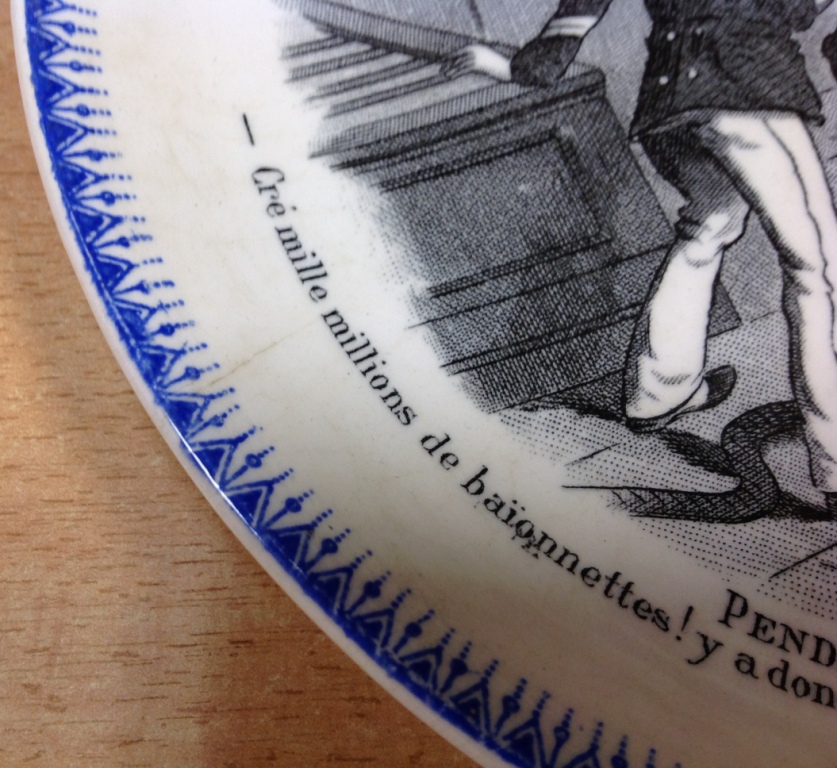 PEND
— Cré mille millions de baïonnettes! y a don